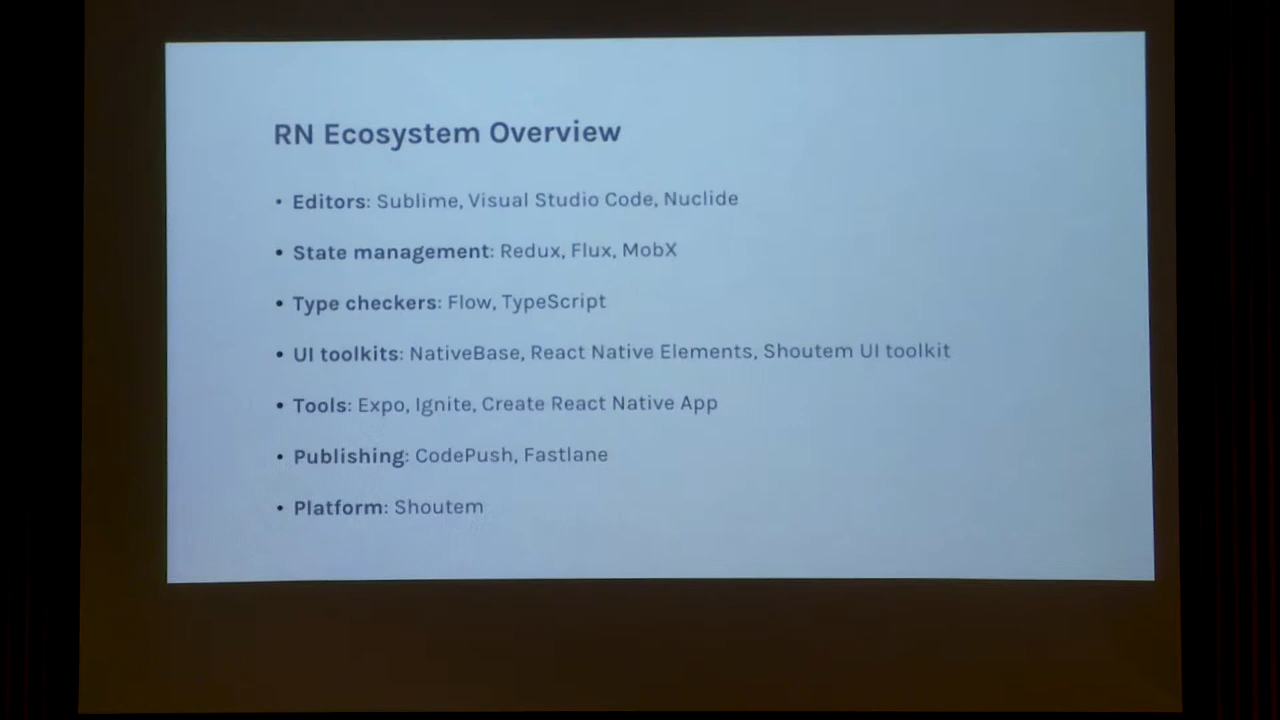 RN Ecosystem Overview
• Editors: Sublime, Visual Studio Code, Nuclide
• State management: Redux, Flux, MobX
• Type checkers: Flow, TypeScript
• UI toolkits: NativeBase, React Native Elements, Shoutem UI toolkit
• Tools: Expo, Ignite, Create React Native App
• Publishing: CodePush, Fastlane
• Platform: Shoutem